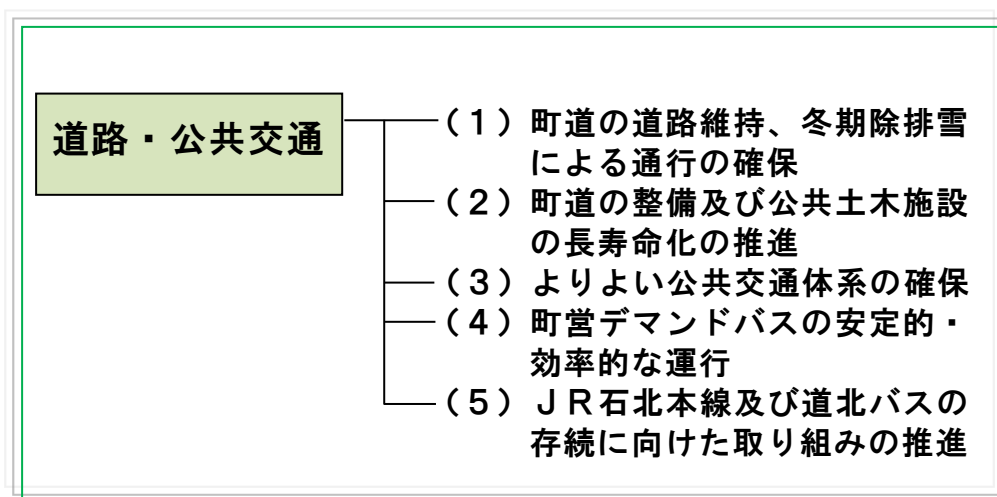 道路・公共交通
（１）町道の道路維持、冬期除排雪
による通行の確保
（２）町道の整備及び公共土木施設
の長寿命化の推進
（３）よりよい公共交通体系の確保
（４）町営デマンドバスの安定的・
効率的な運行
（５）ＪＲ石北本線及び道北バスの
存続に向けた取り組みの推進